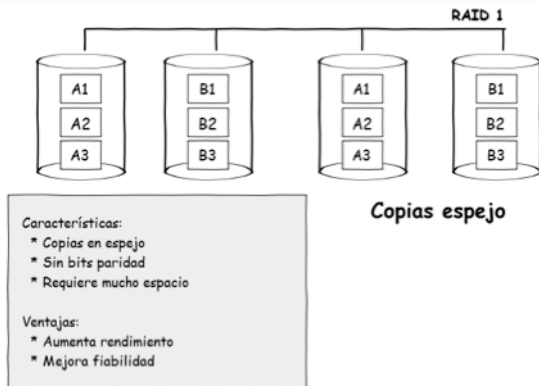 RAID 1
A1 B1 A1 B1
A2 B2 A2 B2
A3 B3 A3 B3
Copias espejo
Características:
* Copias en espejo
* Sin bits paridad
* Requiere mucho espacio
Ventajas:
* Aumenta rendimiento
* Mejora fiabilidad